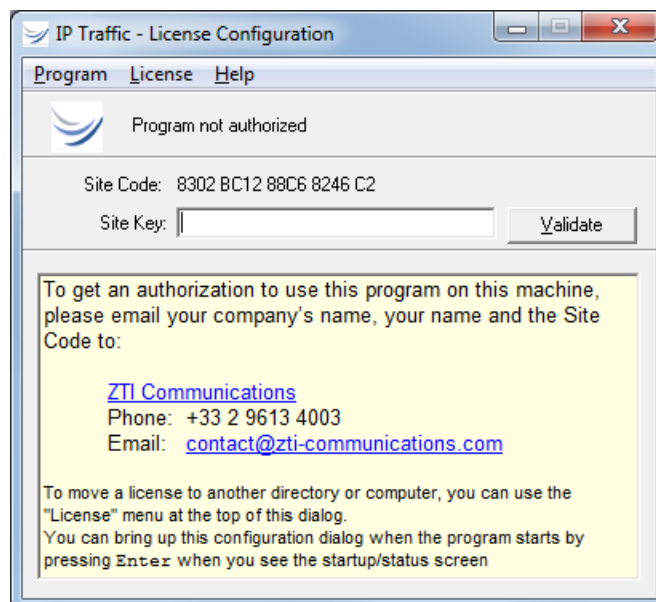 IP Traffic - License Configuration
Program License Help
Program not authorized
Site Code: 8302 BC12 88C6 8246 C2
Site Key:
Validate
To get an authorization to use this program on this machine,
please email your company's name, your name and the Site
Code to:
ZTI Communications
Phone: +33 2 9613 4003
Email: contact@zti-communications.com
To move a license to another directory or computer, you can use the
"License" menu at the top of this dialog.
You can bring up this configuration dialog when the program starts by
pressing Enter when you see the startup/status screen